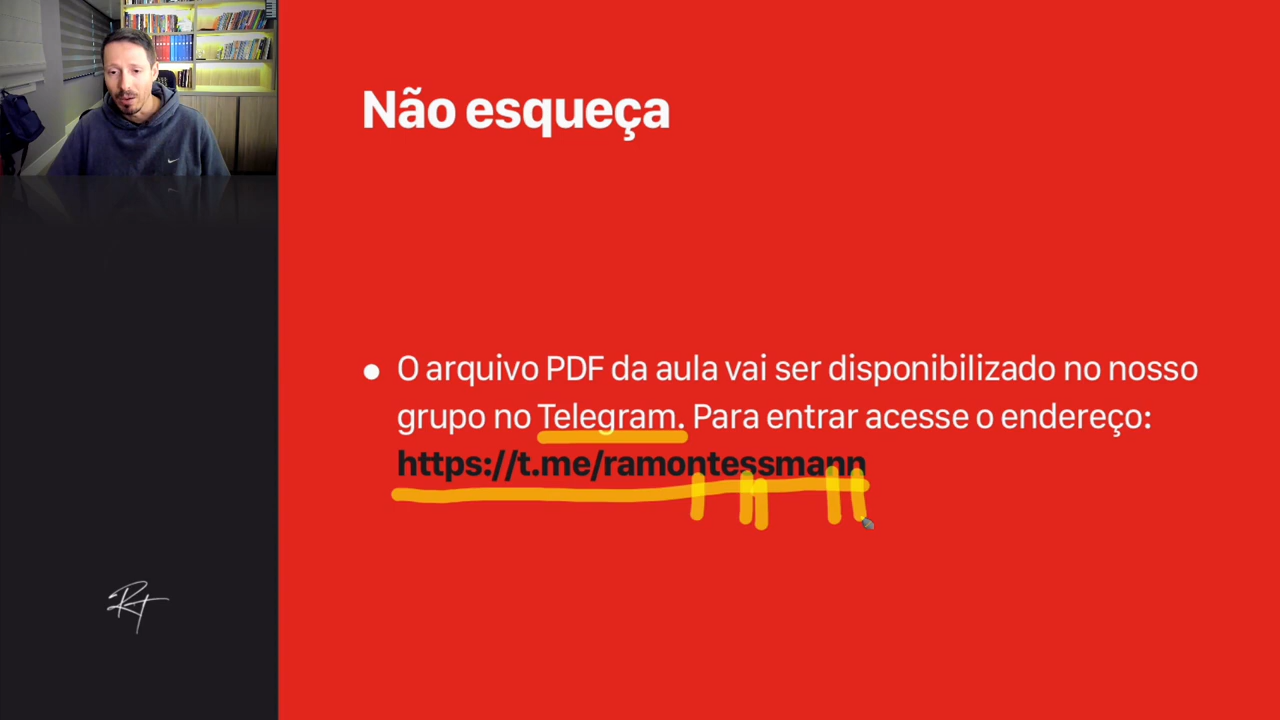 Não esqueça
• O arquivo PDF da aula vai ser disponibilizado no nosso
grupo no Telegram. Para entrar acesse o endereço:
https://t.me/ramontessmann
RT